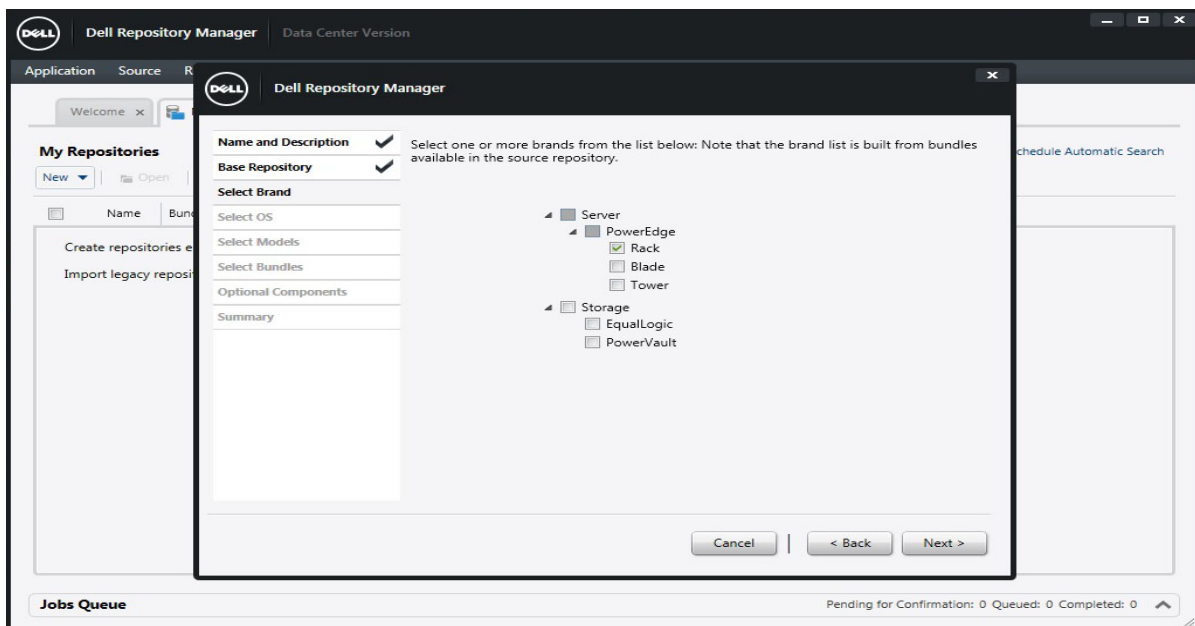 DELL
Dell Repository Manager
Data Center Version
Application Source R
DELL
Dell Repository Manager
Welcome
My Repositories
chedule Automatic Search
New
Open
Name
Bund
Create repositories e
Import legacy reposi
Name and Description
Base Repository
Select Brand
Select OS
Select Models
Select Bundles
Optional Components
Summary
Select one or more brands from the list below: Note that the brand list is built from bundles
available in the source repository.
Server
PowerEdge
Rack
Blade
Tower
Storage
EqualLogic
PowerVault
Cancel
< Back
Next >
Jobs Queue
Pending for Confirmation: 0 Queued: 0 Completed: 0